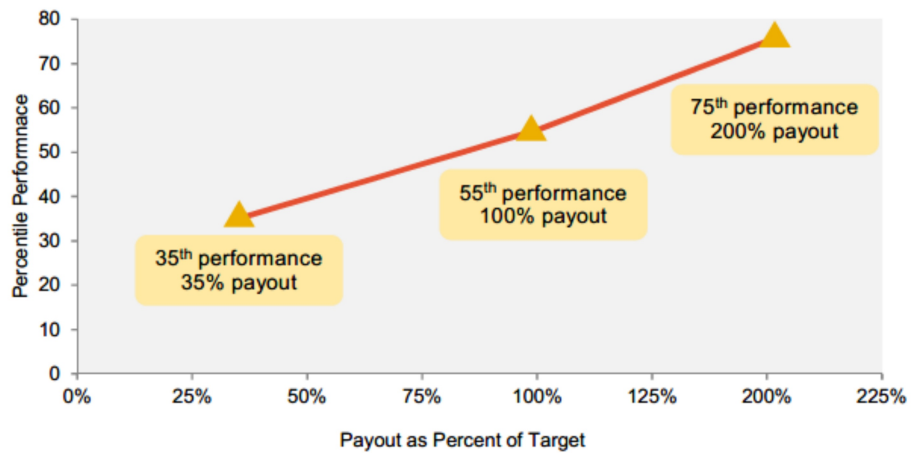 80
70
60
50
40
30
20
10
0
Percentile Performnace
75th performance
200% payout
55th performance
100% payout
35th performance
35% payout
0% 25% 50% 75% 100% 125% 200% 225%
Payout as Percent of Target